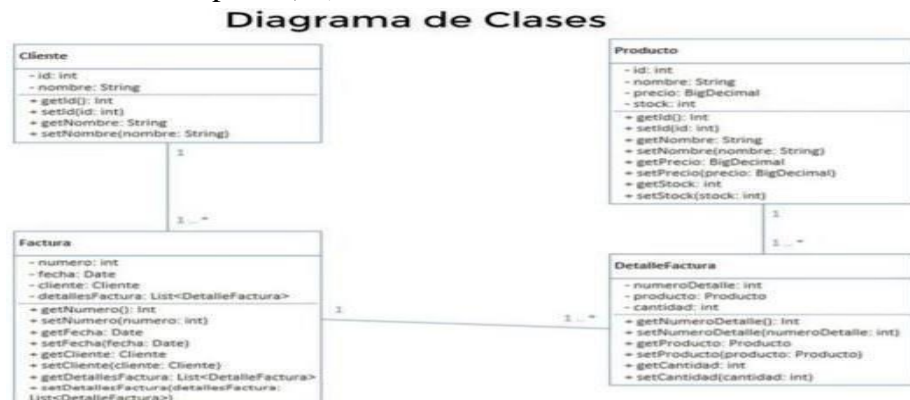 Diagrama de Clases
Cliente
- id: int
- nombre: String
+ getId(): Int
+ setId(id: int)
+ getNombre: String
+ setNombre(nombre: String)
1
1..*
Factura
- numero: int
- fecha: Date
- cliente: Cliente
- detallesFactura: List<DetalleFactura>
+ getNumero(): Int
+ setNumero(numero: int)
+ getFecha: Date
+ setFecha(fecha: Date)
+ getCliente: Cliente
+ setCliente(cliente: Cliente)
+ getDetallesFactura: List<DetalleFactura>
+ setDetallesFactura(detallesFactura:
List<DetalleFactura>)
1
1..*
Producto
- id: int
- nombre: String
- precio: BigDecimal
- stock: int
+ getId(): Int
+ setId(id: int)
+ getNombre: String
+ setNombre(nombre: String)
+ getPrecio: BigDecimal
+ setPrecio(precio: BigDecimal)
+ getStock: int
+ setStock(stock: int)
1
1..*
DetalleFactura
- numeroDetalle: int
- producto: Producto
- cantidad: int
+ getNumeroDetalle(): Int
+ setNumeroDetalle(numeroDetalle: int)
+ getProducto: Producto
+ setProducto(producto: Producto)
+ getCantidad: int
+ setCantidad(cantidad: int)